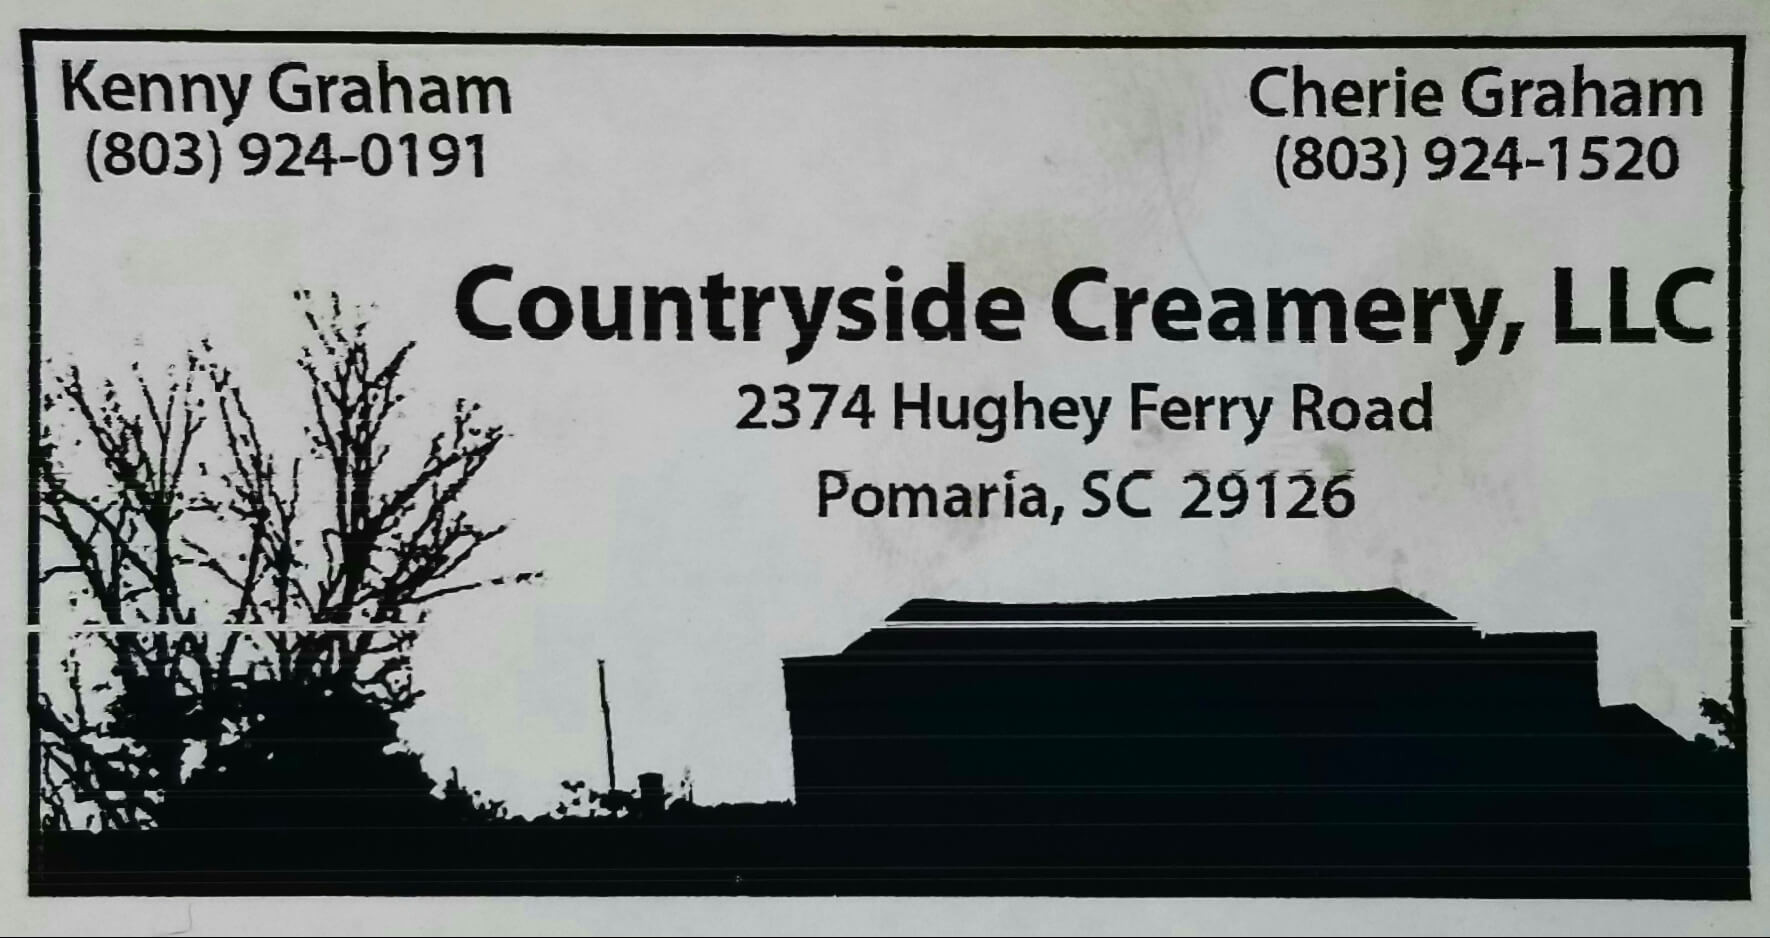 Kenny Graham
(803) 924-0191
Cherie Graham
(803) 924-1520
Countryside Creamery, LLC
2374 Hughey Ferry Road
Pomaria, SC 29126